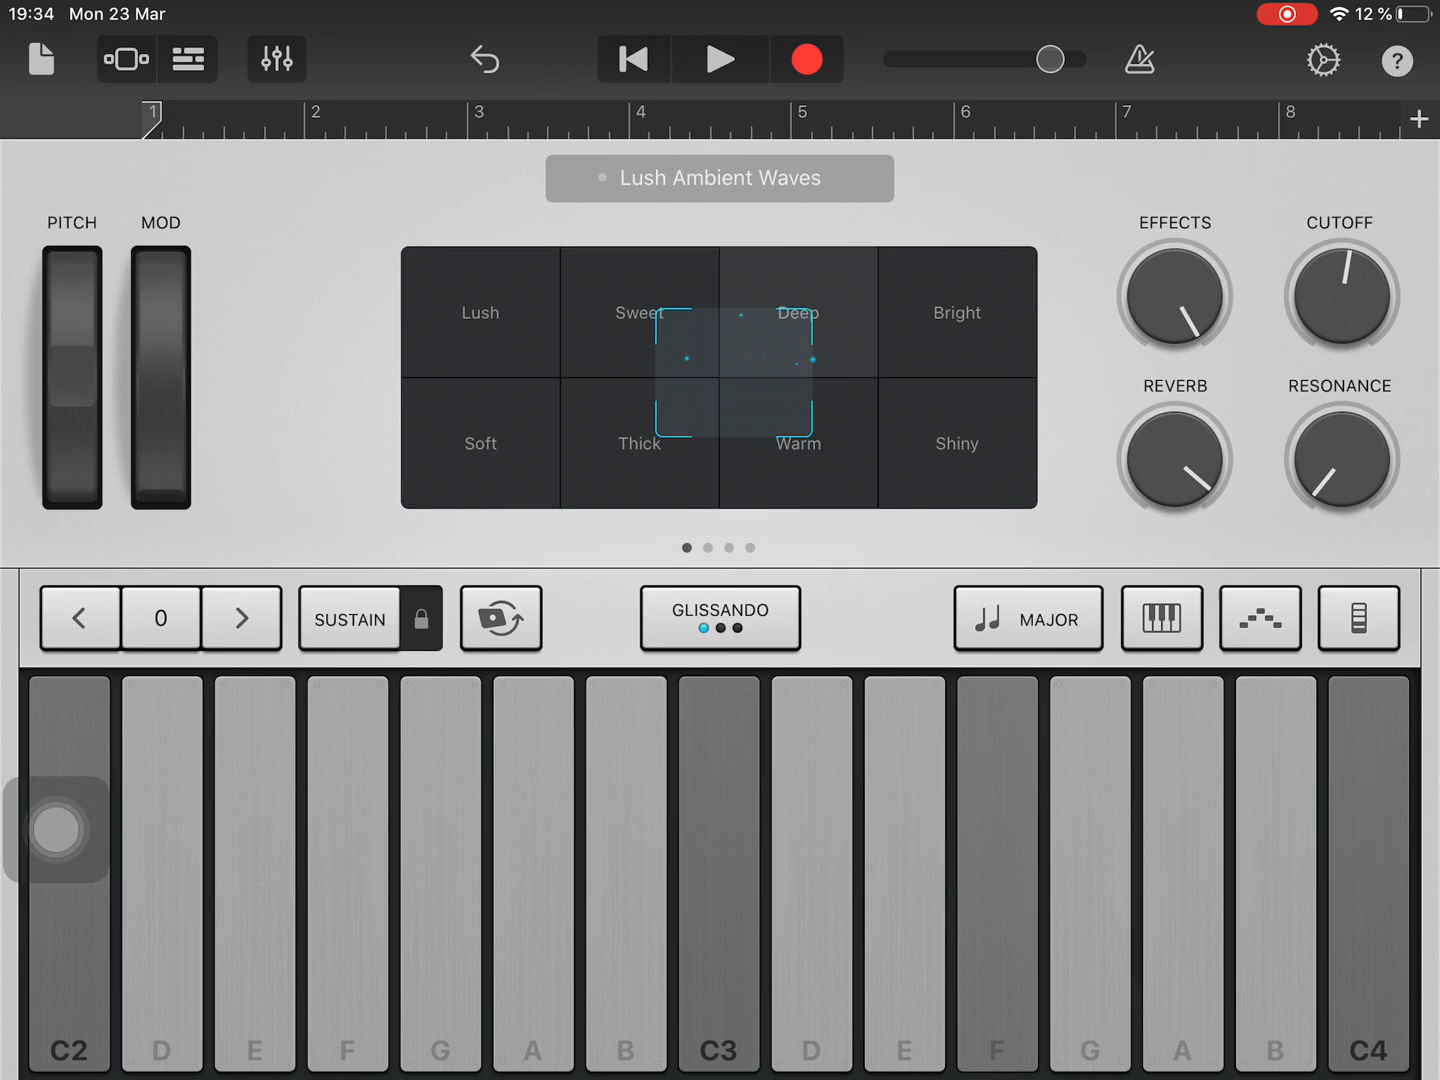 19:34 Mon 23 Mar 12 %
?
1 2 3 4 5 6 7 8 +
Lush Ambient Waves
PITCH MOD EFFECTS CUTOFF
Lush Sweet Deep Bright
REVERB RESONANCE
Soft Thick Warm Shiny
0 SUSTAIN GLISSANDO MAJOR
C2 D E F G A B C3 D E F G A B C4